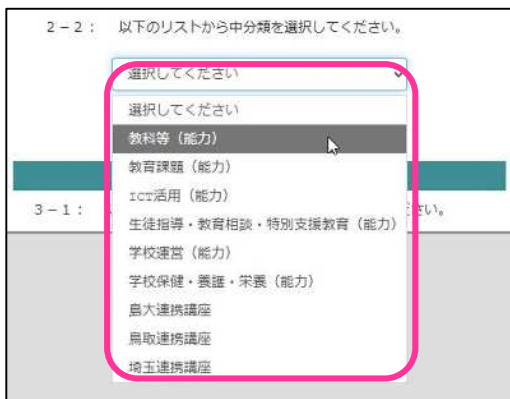 2－2： 以下のリストから中分類を選択してください。
選択してください
選択してください
教科等（能力）
教育課題（能力）
ICT活用（能力）
生徒指導・教育相談・特別支援教育（能力）
学校運営（能力）
学校保健・養護・栄養（能力）
島大連携講座
鳥取連携講座
埼玉連携講座
3－1： さい。